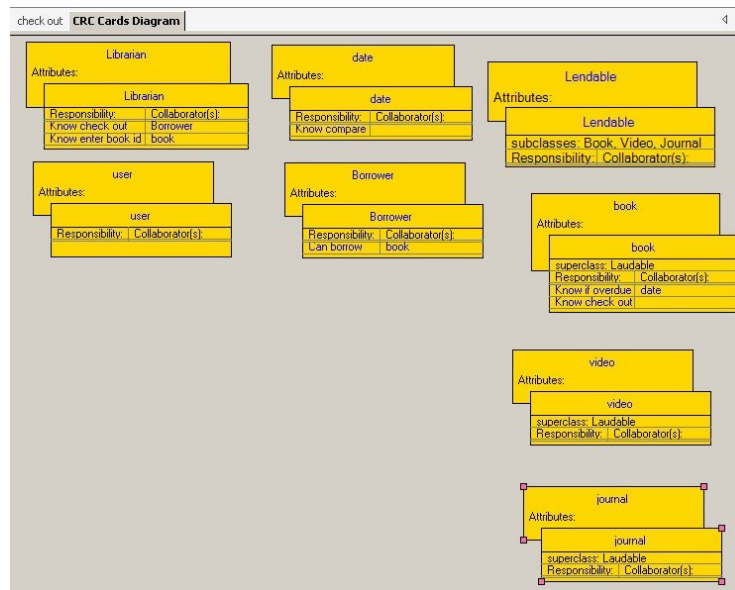 check out CRC Cards Diagram
Librarian
Attributes:
Librarian
Responsibility: Collaborator(s):
Know check out Borrower
Know enter book id book
date
Attributes:
date
Responsibility: Collaborator(s):
Know compare
Lendable
Attributes:
Lendable
subclasses: Book, Video, Journal
Responsibility: Collaborator(s):
user
Attributes:
user
Responsibility: Collaborator(s):
Borrower
Attributes:
Borrower
Responsibility: Collaborator(s):
Can borrow book
book
Attributes:
book
superclass: Laudable
Responsibility: Collaborator(s):
Know if overdue date
Know check out
video
Attributes:
video
superclass: Laudable
Responsibility: Collaborator(s):
journal
Attributes:
journal
superclass: Laudable
Responsibility: Collaborator(s):